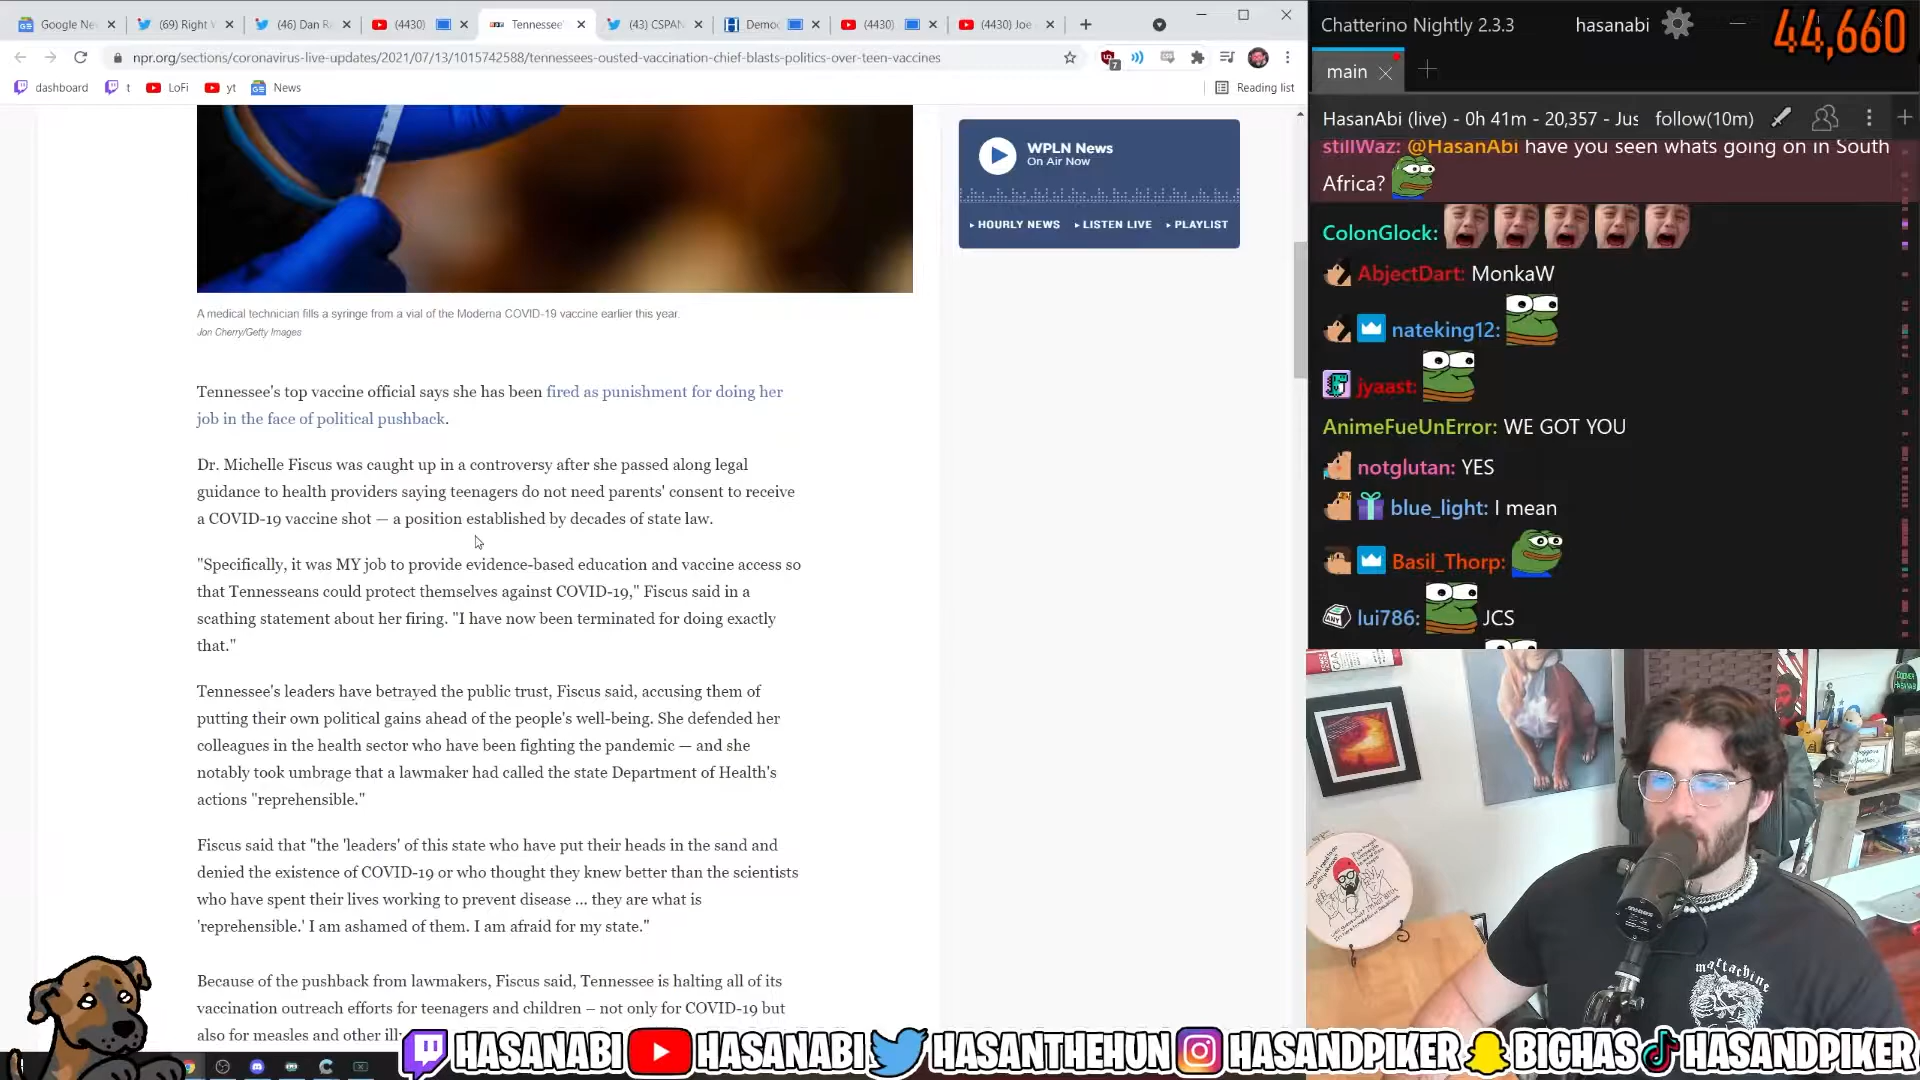 Google Nev
(69) Right V
(46) Dan Ra
(4430)
Tennessee'
(43) CSPAN
Democ
(4430)
(4430) Joe
npr.org/sections/coronavirus-live-updates/2021/07/13/1015742588/tennessees-ousted-vaccination-chief-blasts-politics-over-teen-vaccines
7
dashboard
t
LoFi
yt
News
Reading list
WPLN News
On Air Now
HOURLY NEWS
LISTEN LIVE
PLAYLIST
A medical technician fills a syringe from a vial of the Moderna COVID-19 vaccine earlier this year.
Jon Cherry/Getty Images
Tennessee's top vaccine official says she has been fired as punishment for doing her
job in the face of political pushback.
Dr. Michelle Fiscus was caught up in a controversy after she passed along legal
guidance to health providers saying teenagers do not need parents' consent to receive
a COVID-19 vaccine shot — a position established by decades of state law.
"Specifically, it was MY job to provide evidence-based education and vaccine access so
that Tennesseans could protect themselves against COVID-19," Fiscus said in a
scathing statement about her firing. "I have now been terminated for doing exactly
that."
Tennessee's leaders have betrayed the public trust, Fiscus said, accusing them of
putting their own political gains ahead of the people's well-being. She defended her
colleagues in the health sector who have been fighting the pandemic — and she
notably took umbrage that a lawmaker had called the state Department of Health's
actions "reprehensible."
Fiscus said that "the 'leaders' of this state who have put their heads in the sand and
denied the existence of COVID-19 or who thought they knew better than the scientists
who have spent their lives working to prevent disease ... they are what is
'reprehensible.' I am ashamed of them. I am afraid for my state."
Because of the pushback from lawmakers, Fiscus said, Tennessee is halting all of its
vaccination outreach efforts for teenagers and children – not only for COVID-19 but
also for measles and other ill
Chatterino Nightly 2.3.3
hasanabi
44,660
main
HasanAbi (live) - 0h 41m - 20,357 - Jus
follow(10m)
stillWaz: @HasanAbi have you seen whats going on in South
Africa?
ColonGlock:
AbjectDart: MonkaW
nateking12:
jyaast:
AnimeFueUnError: WE GOT YOU
notglutan: YES
blue_light: I mean
Basil_Thorp:
lui786: JCS
mattachine
HASANABI
HASANABI
HASANTHEHUN
HASANDPIKER
BIGHAS
HASANDPIKER